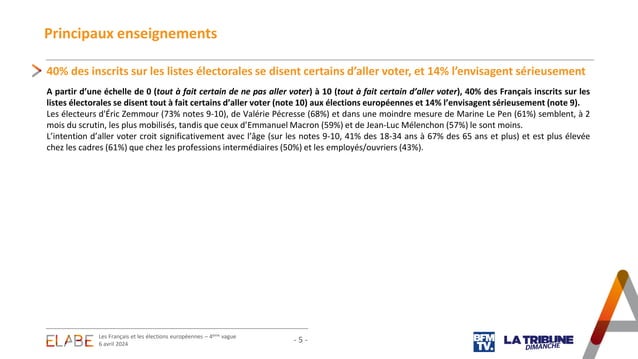 Principaux enseignements
40% des inscrits sur les listes électorales se disent certains d’aller voter, et 14% l’envisagent sérieusement
A partir d’une échelle de 0 (tout à fait certain de ne pas aller voter) à 10 (tout à fait certain d’aller voter), 40% des Français inscrits sur les
listes électorales se disent tout à fait certains d’aller voter (note 10) aux élections européennes et 14% l’envisagent sérieusement (note 9).
Les électeurs d'Éric Zemmour (73% notes 9-10), de Valérie Pécresse (68%) et dans une moindre mesure de Marine Le Pen (61%) semblent, à 2
mois du scrutin, les plus mobilisés, tandis que ceux d’Emmanuel Macron (59%) et de Jean-Luc Mélenchon (57%) le sont moins.
L’intention d’aller voter croit significativement avec l’âge (sur les notes 9-10, 41% des 18-34 ans à 67% des 65 ans et plus) et est plus élevée
chez les cadres (61%) que chez les professions intermédiaires (50%) et les employés/ouvriers (43%).
ELABE
Les Français et les élections européennes – 4ème vague
6 avril 2024
- 5 -
BFM
TV.
LA TRIBUNE
DIMANCHE